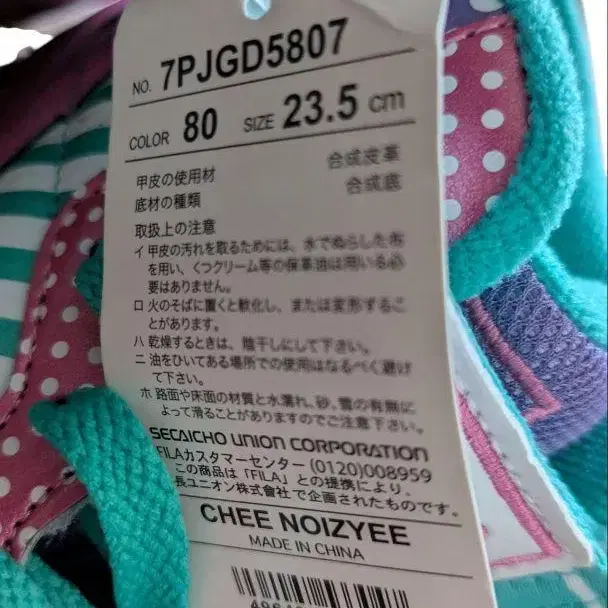 NO. 7PJGD5807
COLOR 80 SIZE 23.5 cm
甲皮の使用材 合成皮革
底材の種類 合成底
取扱上の注意
イ 甲皮の汚れを取るためには、水でぬらした布
を用い、くつクリーム等の保革油は用いる必
要はありません。
ロ 火のそばに置くと軟化し、または変形するこ
とがあります。
ハ 乾燥するときは、陰干しにして下さい。
ニ 油をひいてある場所での使用はなるべく避け
て下さい。
ホ 路面や床面の材質と水濡れ、砂、雪の有無に
よって滑ることがありますのでご注意下さい。
SECAICHO UNION CORPORATION
FILAカスタマーセンター (0120)008959
この商品は「FILA」との提携により、
長ユニオン株式會社で企画されたものです。
CHEE NOIZYEE
MADE IN CHINA